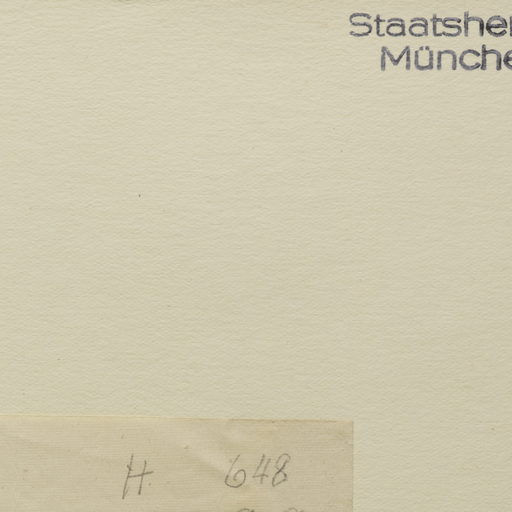 Staatsher
Münche
H. 648